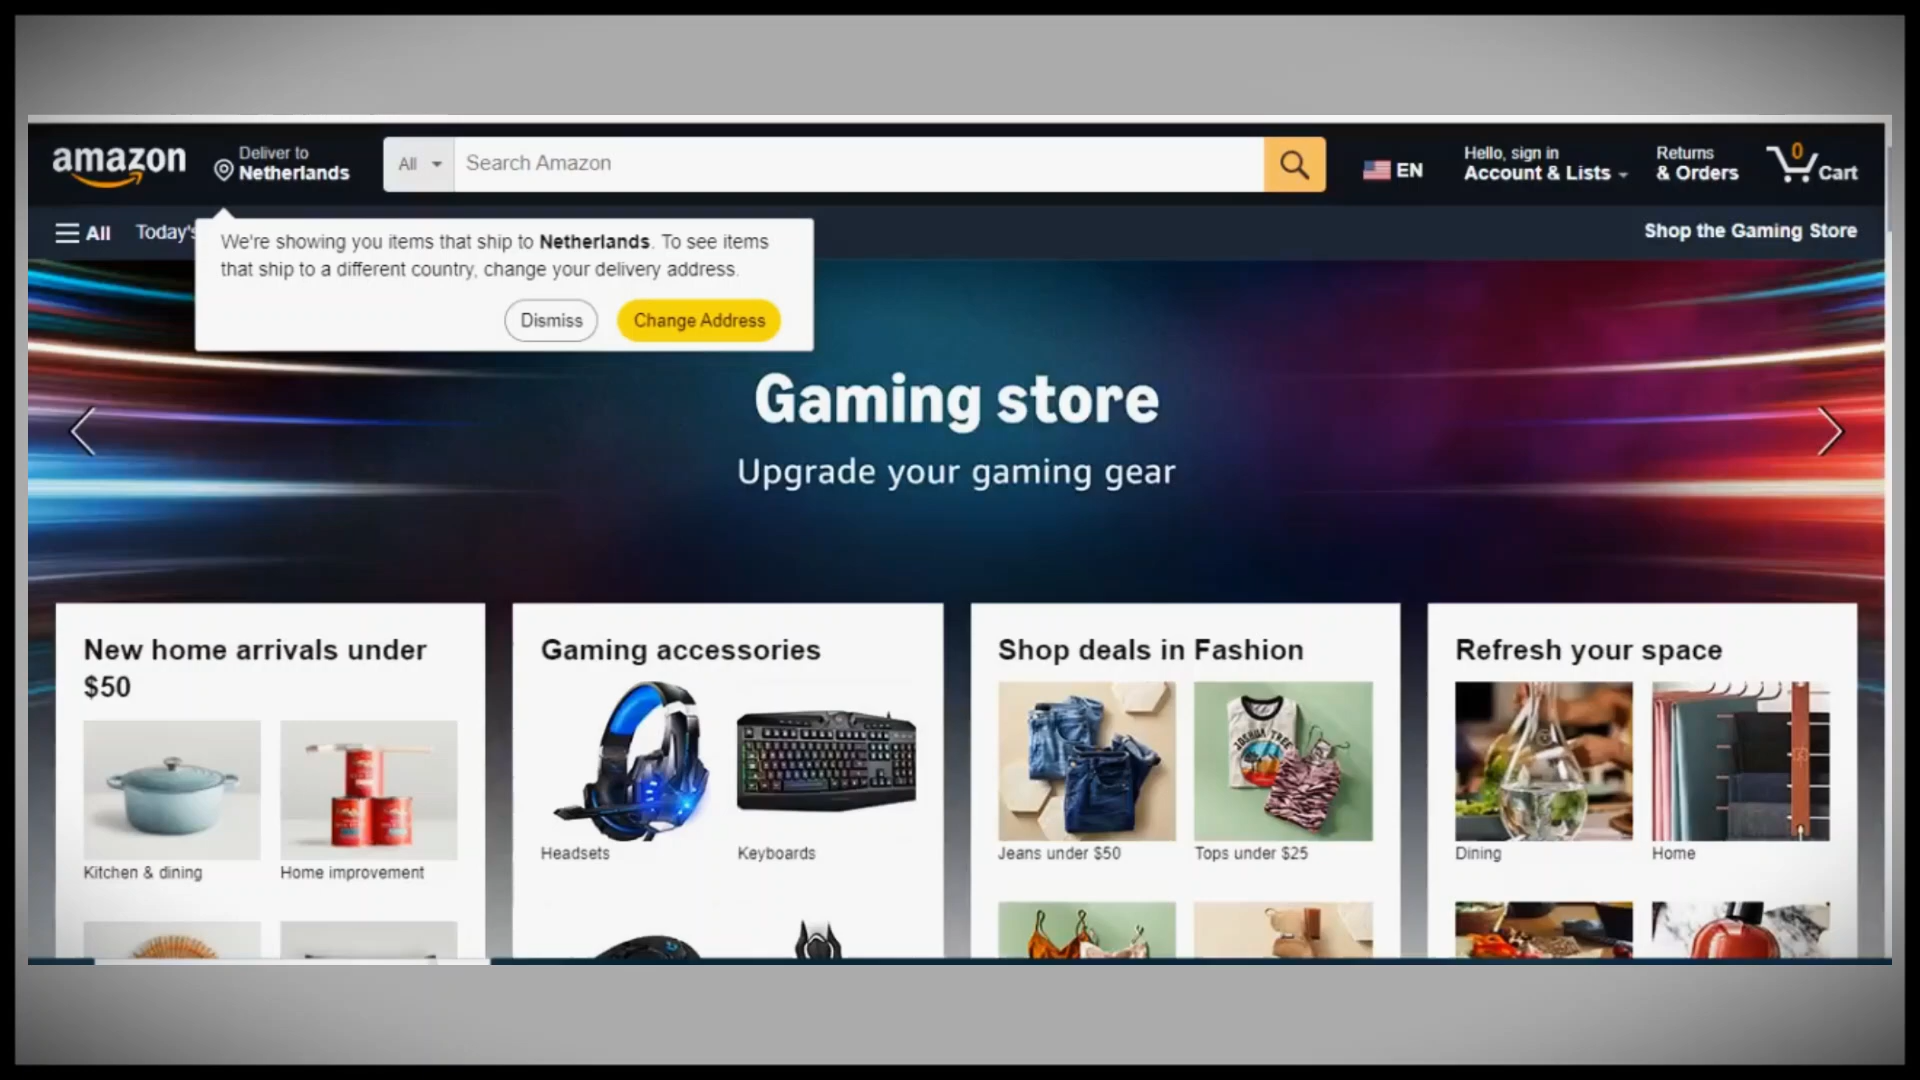 amazon
Deliver to
Netherlands
All
Search Amazon
EN
Hello, sign in
Account & Lists
Returns
& Orders
0
Cart
All
Today's
Shop the Gaming Store
We're showing you items that ship to Netherlands. To see items
that ship to a different country, change your delivery address.
Dismiss
Change Address
Gaming store
Upgrade your gaming gear
New home arrivals under
$50
Kitchen & dining
Home improvement
Gaming accessories
Headsets
Keyboards
Shop deals in Fashion
JOSHUA TREE
Jeans under $50
Tops under $25
Refresh your space
Dining
Home